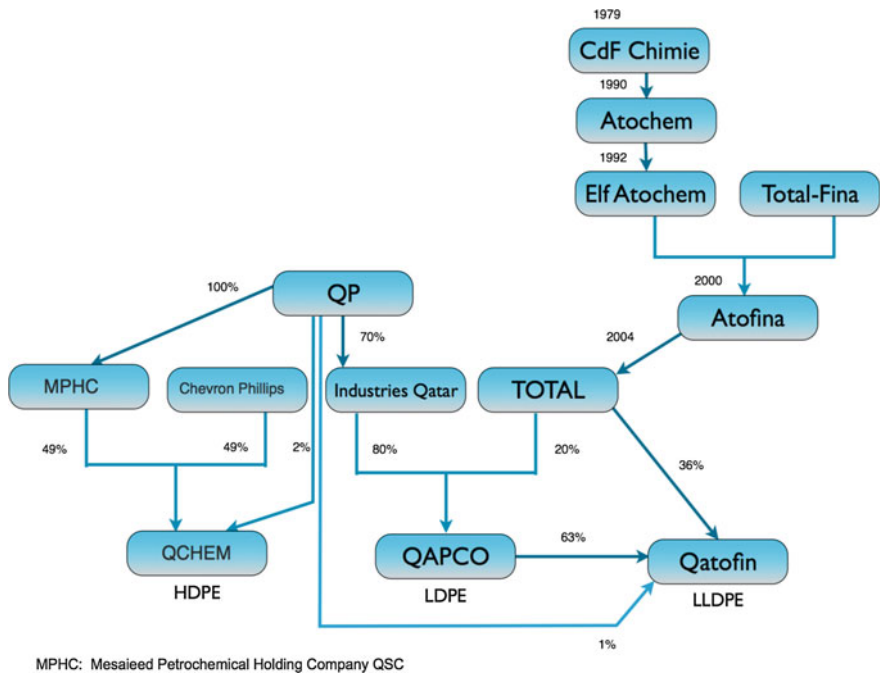 1979
CdF Chimie
1990
Atochem
1992
Elf Atochem
Total-Fina
2000
Atofina
2004
100%
QP
70%
MPHC
Chevron Phillips
Industries Qatar
TOTAL
49%
49%
2%
80%
20%
36%
QCHEM
HDPE
QAPCO
LDPE
63%
Qatofin
LLDPE
1%
MPHC: Mesaieed Petrochemical Holding Company QSC